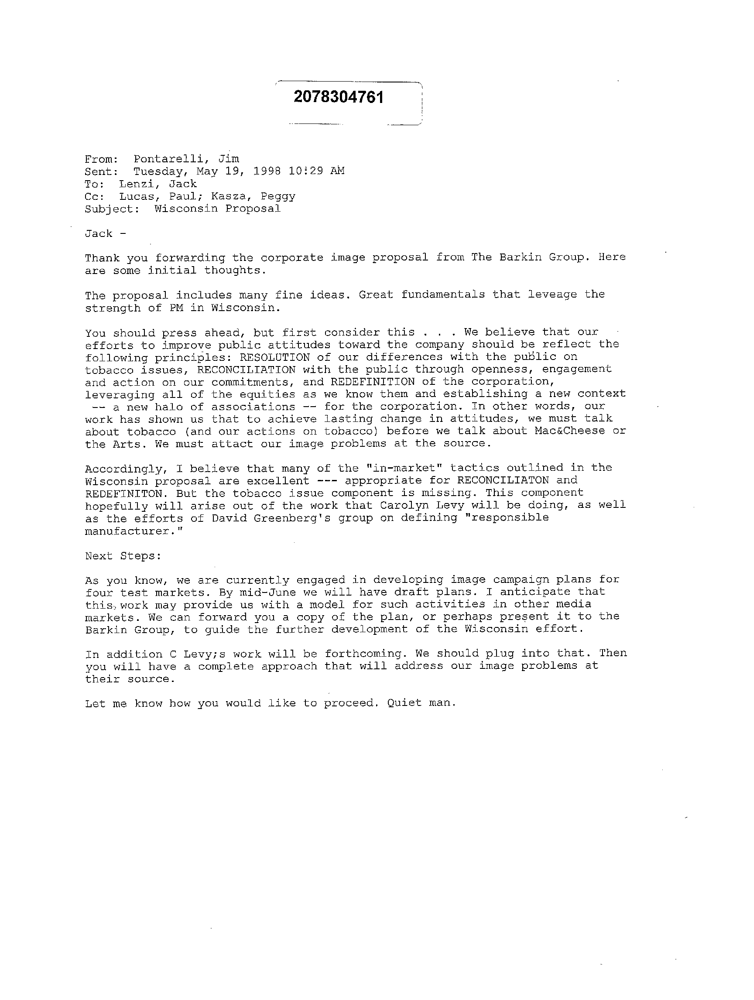 2078304761
From: Pontarelli, Jim
Sent: Tuesday, May 19, 1998 10:29 AM
To: Lenzi, Jack
Cc: Lucas, Paul; Kasza, Peggy
Subject: Wisconsin Proposal
Jack -
Thank you forwarding the corporate image proposal from The Barkin Group. Here
are some initial thoughts.
The proposal includes many fine ideas. Great fundamentals that leveage the
strength of PM in Wisconsin.
You should press ahead, but first consider this . . . We believe that our
efforts to improve public attitudes toward the company should be reflect the
following principles: RESOLUTION of our differences with the public on
tobacco issues, RECONCILIATION with the public through openness, engagement
and action on our commitments, and REDEFINITION of the corporation,
leveraging all of the equities as we know them and establishing a new context
-- a new halo of associations -- for the corporation. In other words, our
work has shown us that to achieve lasting change in attitudes, we must talk
about tobacco (and our actions on tobacco) before we talk about Mac&Cheese or
the Arts. We must attact our image problems at the source.
Accordingly, I believe that many of the "in-market" tactics outlined in the
Wisconsin proposal are excellent --- appropriate for RECONCILIATON and
REDEFINITON. But the tobacco issue component is missing. This component
hopefully will arise out of the work that Carolyn Levy will be doing, as well
as the efforts of David Greenberg's group on defining "responsible
manufacturer."
Next Steps:
As you know, we are currently engaged in developing image campaign plans for
four test markets. By mid-June we will have draft plans. I anticipate that
this work may provide us with a model for such activities in other media
markets. We can forward you a copy of the plan, or perhaps present it to the
Barkin Group, to guide the further development of the Wisconsin effort.
In addition C Levy;s work will be forthcoming. We should plug into that. Then
you will have a complete approach that will address our image problems at
their source.
Let me know how you would like to proceed. Quiet man.